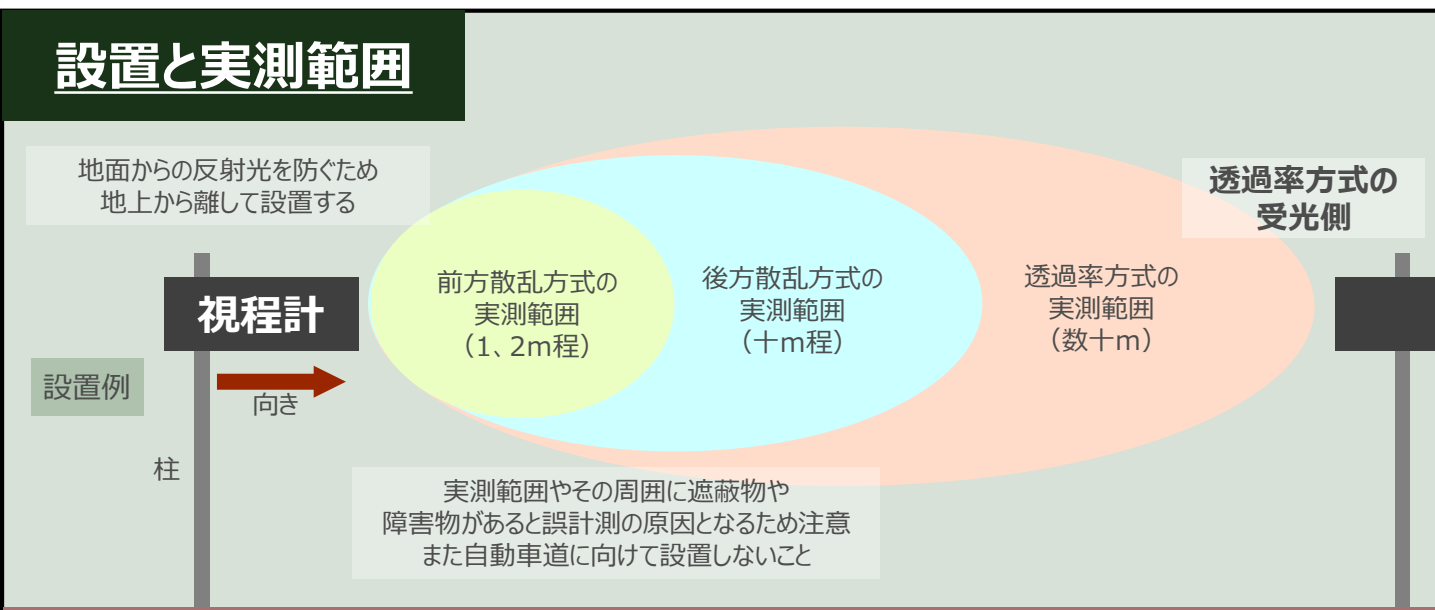 設置と実測範囲
地面からの反射光を防ぐため
地上から離して設置する
透過率方式の
受光側
視程計
前方散乱方式の
実測範囲
（1、2m程）
後方散乱方式の
実測範囲
（十m程）
透過率方式の
実測範囲
（数十m）
設置例
向き
柱
実測範囲やその周囲に遮蔽物や
障害物があると誤計測の原因となるため注意
また自動車道に向けて設置しないこと